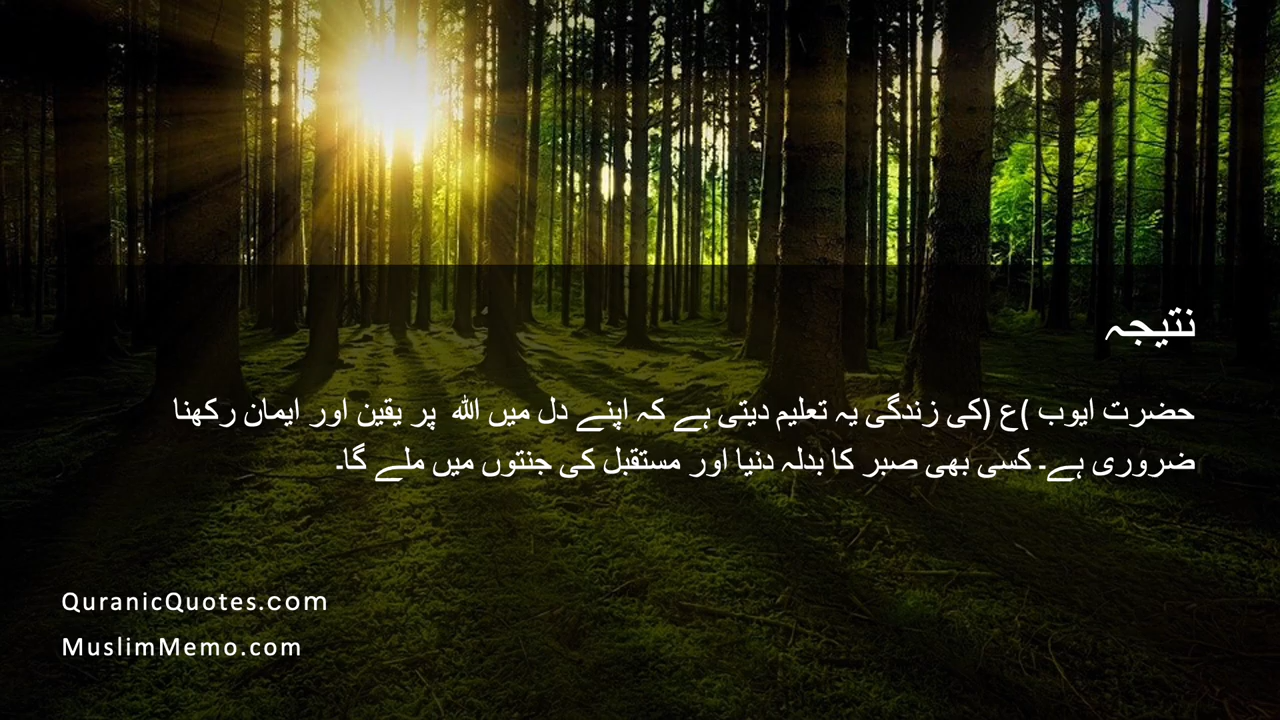 نتیجہ
حضرت ایوب )ع (کی زندگی یہ تعلیم دیتی ہے کہ اپنے دل میں اللہ پر یقین اور ایمان رکھنا
ضروری ہے۔ کسی بھی صبر کا بدلہ دنیا اور مستقبل کی جنتوں میں ملے گا۔
QuranicQuotes.com
MuslimMemo.com